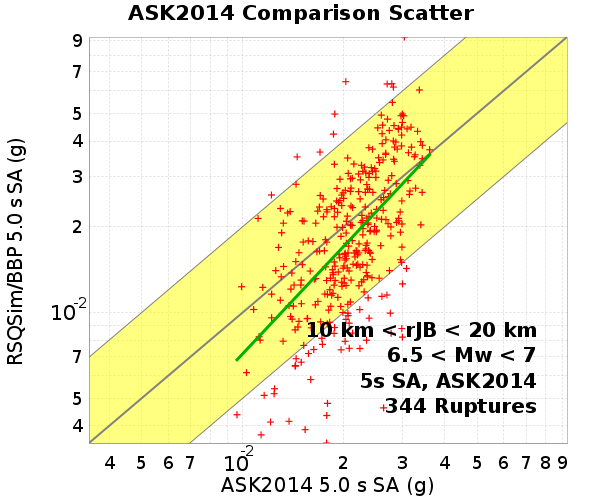 ASK2014 Comparison Scatter
RSQSim/BBP 5.0 s SA (g)
9
7
5
4
3
2
10-2
7
5
4
10 km < rJB < 20 km
6.5 < Mw < 7
5s SA, ASK2014
344 Ruptures
4 5 6 7 10-2 2 3 4 5 6 7 8 9
ASK2014 5.0 s SA (g)